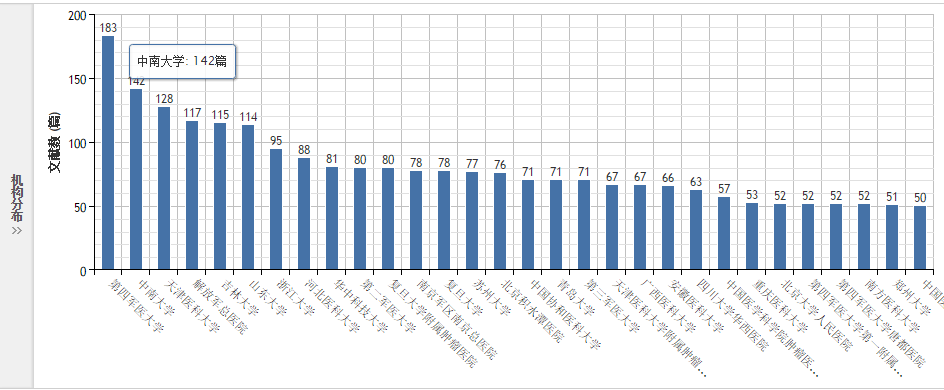 机构分布
>>
文献数 (篇)
200
150
100
50
0
183
142
128
117
115
114
95
88
81
80
80
78
78
77
76
71
71
71
67
67
66
63
57
53
52
52
52
52
51
50
中南大学: 142篇
第四军医大学
中南大学
天津医科大学
解放军总医院
吉林大学
山东大学
浙江大学
河北医科大学
华中科技大学
第二军医大学
复旦大学附属肿瘤医院
南京军区南京总医院
复旦大学
苏州大学
北京积水潭医院
中国协和医科大学
青岛大学
第三军医大学
天津医科大学附属肿瘤...
广西医科大学
安徽医科大学
四川大学华西医院
中国医学科学院肿瘤医...
重庆医科大学
北京大学人民医院
第四军医大学第一附属...
第四军医大学唐都医院
南方医科大学
郑州大学
中国